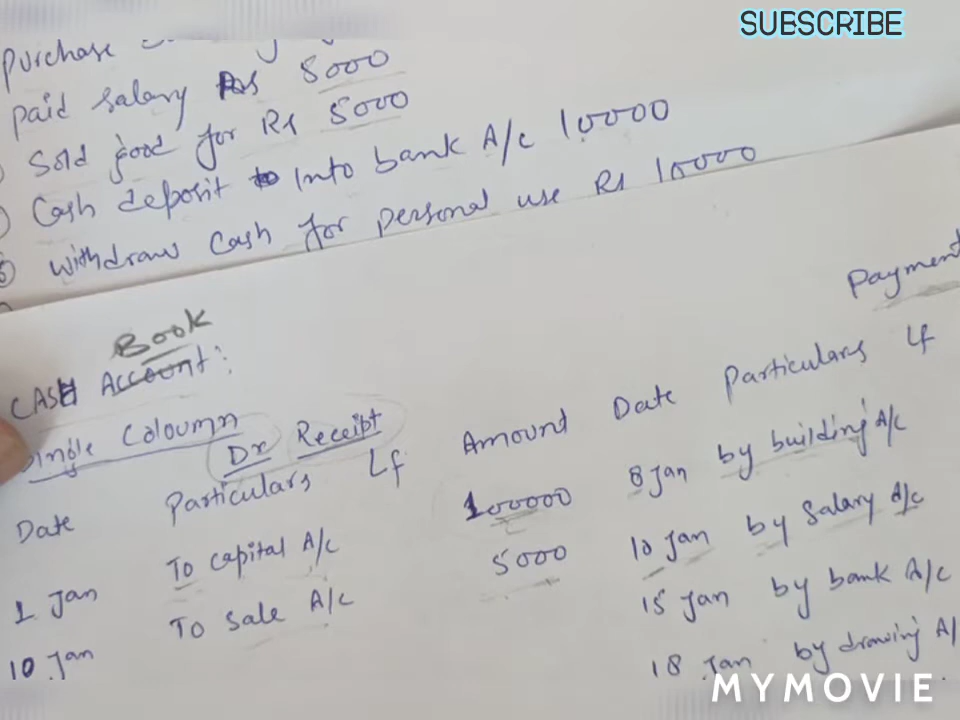 SUBSCRIBE
Purchase
paid salary Rs 5000
Sold good for Rs 5000
Cash deposit into bank A/c 10000
withdraw cash for personal use Rs 10000
Payment
Book
CASH Account:
Single Coloumn
Dr Receipt
Date Particulars Lf Amount Date Particulars Lf
1 Jan To capital A/c 100000 8 Jan by building A/c
10 Jan To sale A/c 5000 10 Jan by salary A/c
15 Jan by bank A/c
18 Jan by drawing A/
MYMOVIE